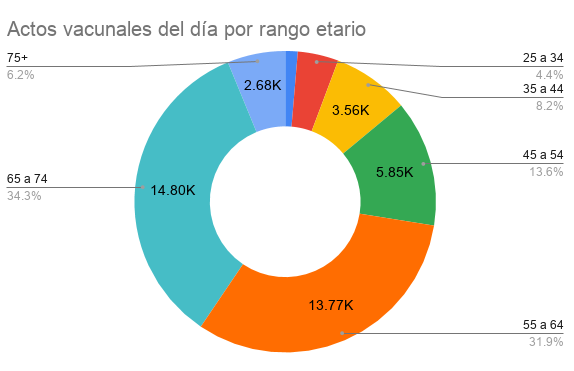 Actos vacunales del día por rango etario
75+
6.2%
25 a 34
4.4%
35 a 44
8.2%
2.68K
3.56K
45 a 54
13.6%
5.85K
65 a 74
34.3%
14.80K
13.77K
55 a 64
31.9%